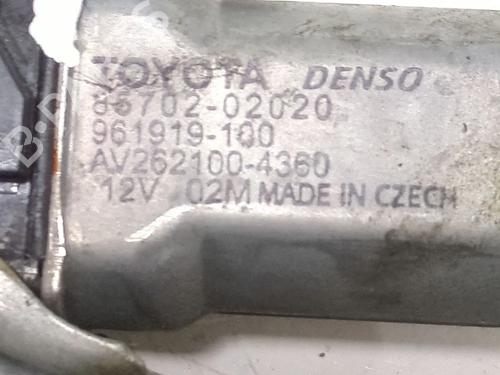 TOYOTA DENSO
85702-02020
961919-100
AV262100-4360
12V 02M MADE IN CZECH